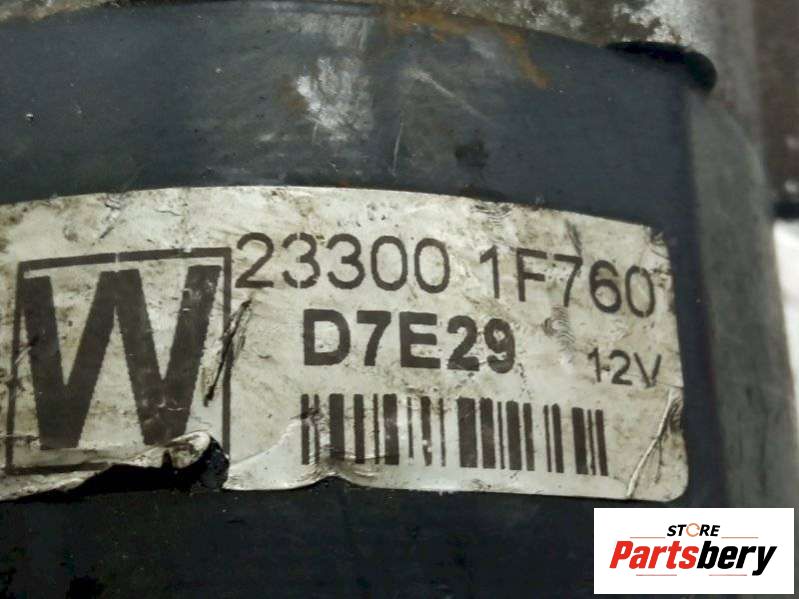 23300 1F760
W
D7E29
12V
STORE
Partsbery